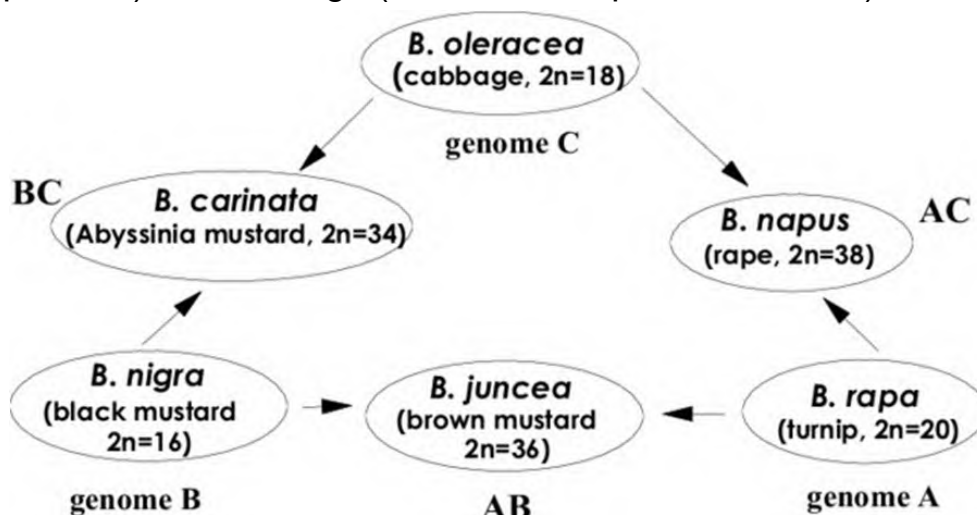 B. oleracea
(cabbage, 2n=18)
genome C
BC
B. carinata
(Abyssinia mustard, 2n=34)
B. napus
(rape, 2n=38)
AC
B. nigra
(black mustard
2n=16)
genome B
B. juncea
(brown mustard
2n=36)
AB
B. rapa
(turnip, 2n=20)
genome A